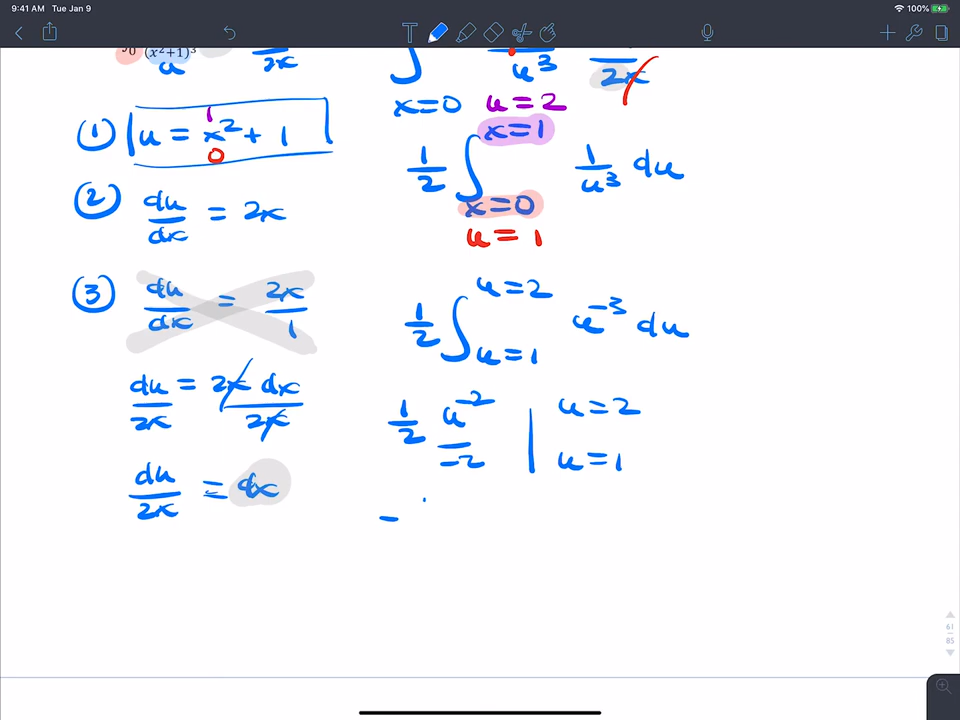 9:41 AM Tue Jan 9
100%
T
∫0 (x²+1)³
u
2x
∫ u³
2x
x=0 u=2
① u = x² + 1
1
0
x=1
1/2 ∫ 1/u³ du
x=0
u = 1
② du/dx = 2x
③ du/dx = 2x/1
u=2
1/2 ∫ u⁻³ du
u=1
du/2x = 2x dx/2x
1/2 u⁻²/-2 | u=2
u=1
du/2x = dx
-
61
85